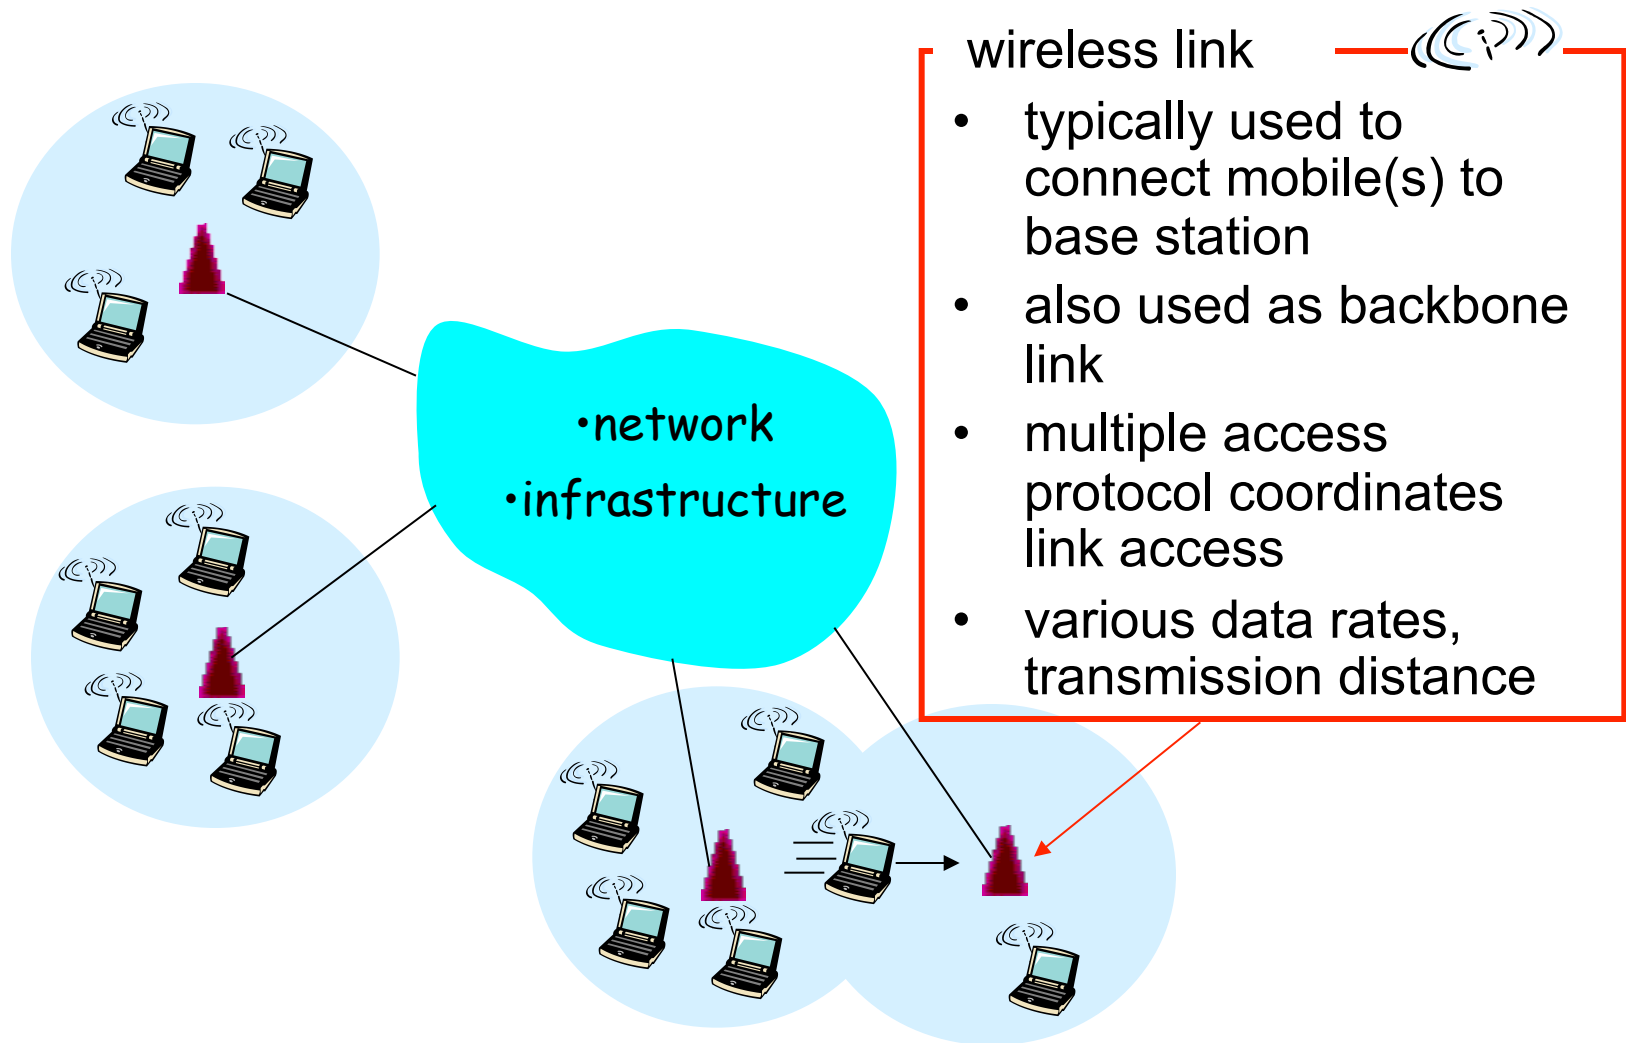 wireless link
• typically used to
connect mobile(s) to
base station
• also used as backbone
link
• multiple access
protocol coordinates
link access
• various data rates,
transmission distance
•network
•infrastructure